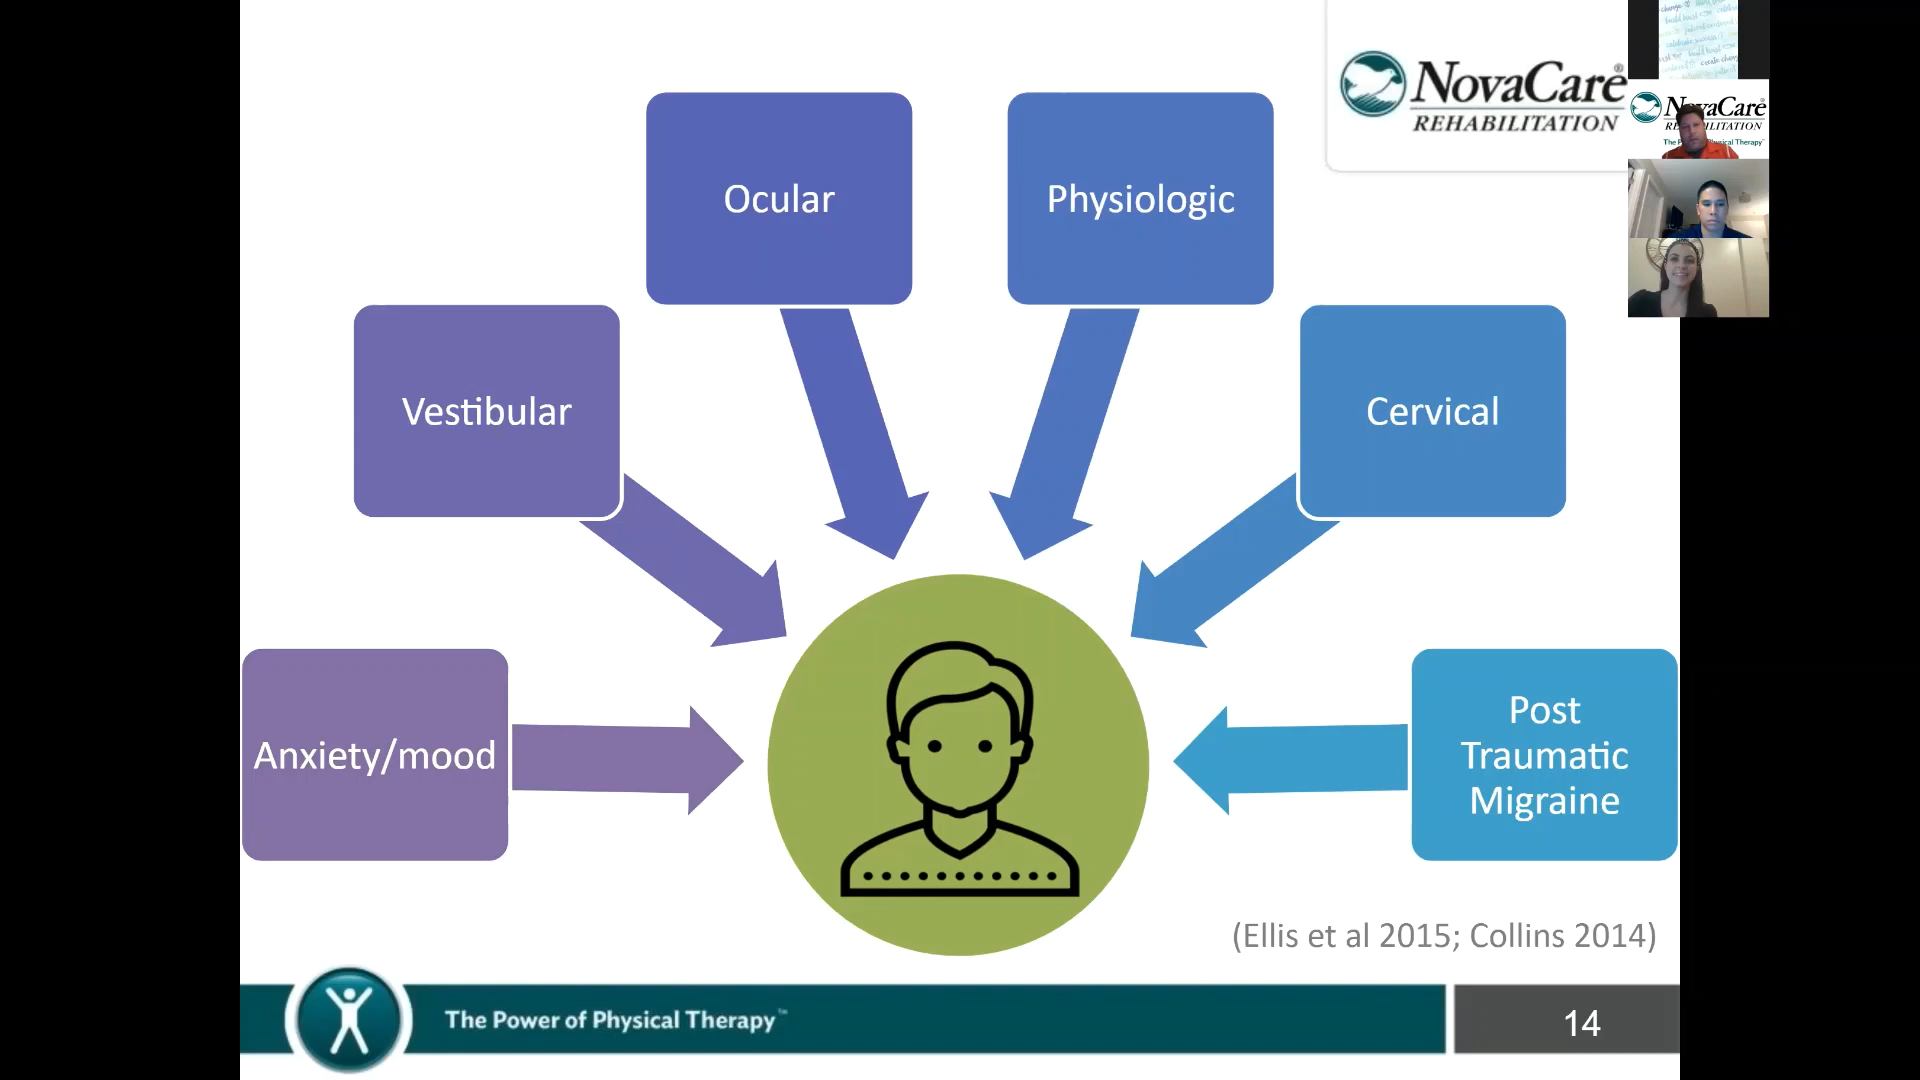 NovaCare®
REHABILITATION
Ocular
Physiologic
Vestibular
Cervical
Anxiety/mood
Post
Traumatic
Migraine
(Ellis et al 2015; Collins 2014)
The Power of Physical Therapy™
14